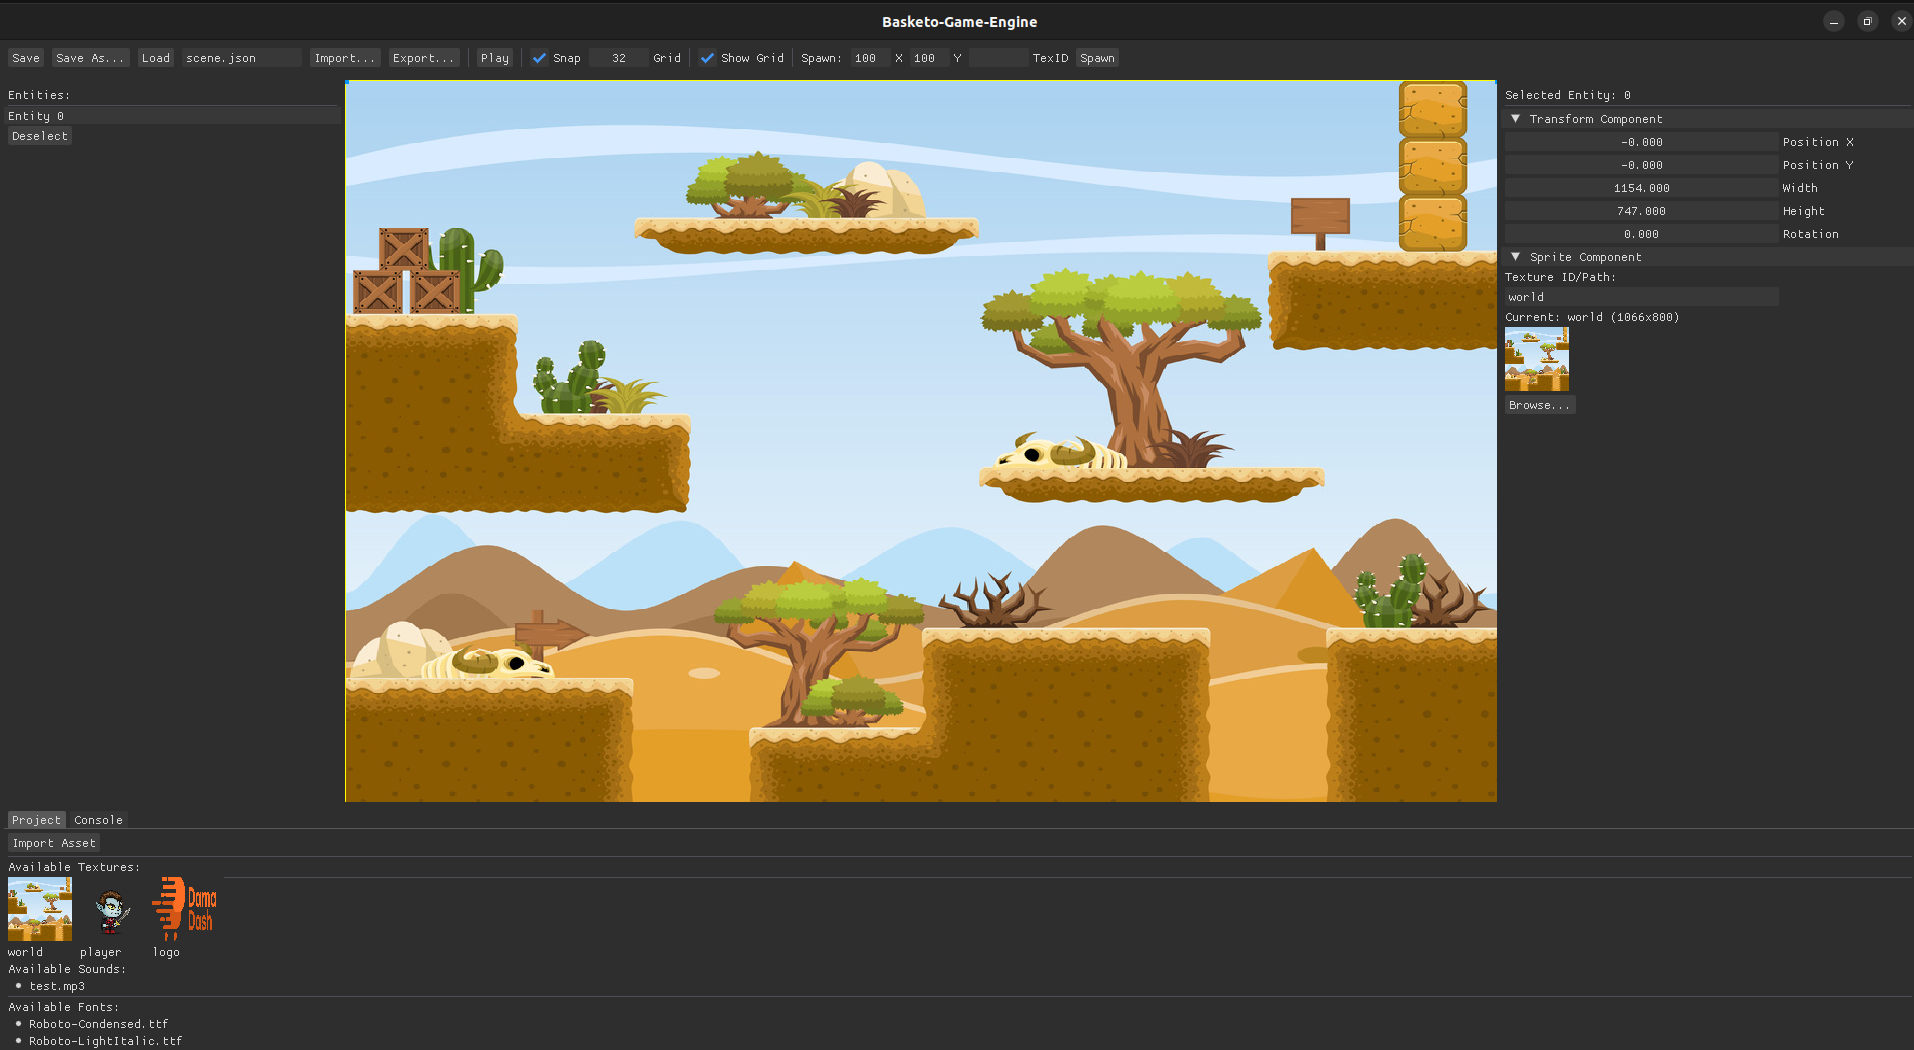 Basketo-Game-Engine
Save Save As... Load scene.json Import... Export... Play Snap 32 Grid Show Grid Spawn: 100 X 100 Y TexID Spawn
Entities:
Entity 0
Deselect
Selected Entity: 0
Transform Component
-0.000 Position X
-0.000 Position Y
1154.000 Width
747.000 Height
0.000 Rotation
Sprite Component
Texture ID/Path:
world
Current: world (1066x800)
Browse...
Project Console
Import Asset
Available Textures:
Dama
Dash
world player logo
Available Sounds:
test.mp3
Available Fonts:
Roboto-Condensed.ttf
Roboto-LightItalic.ttf